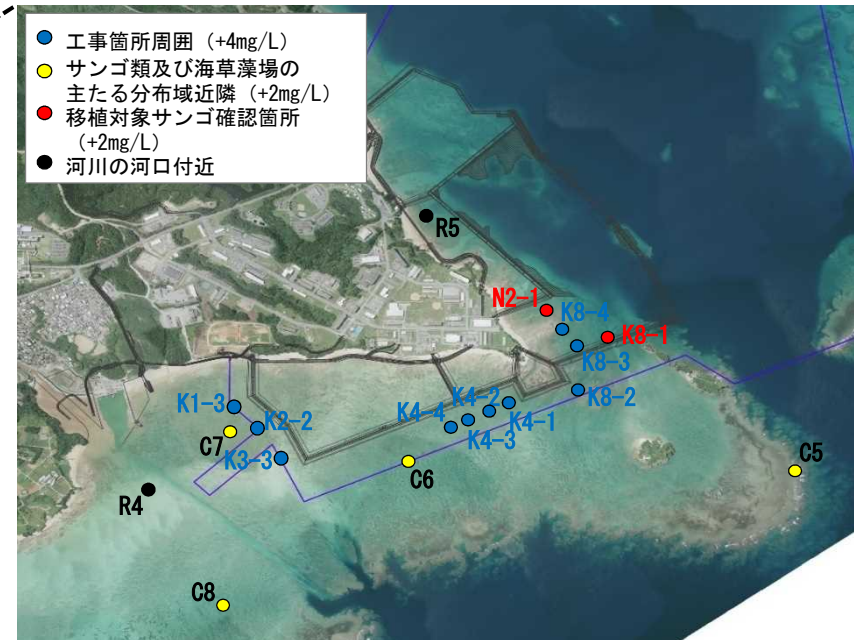 工事箇所周囲（+4mg/L）
サンゴ類及び海草藻場の
主たる分布域近隣（+2mg/L）
移植対象サンゴ確認箇所
（+2mg/L）
河川の河口付近
R5
N2-1
K8-4
K8-1
K8-3
K8-2
K1-3
K2-2
K4-4
K4-2
K4-1
K4-3
C7
K3-3
C6
C5
R4
C8